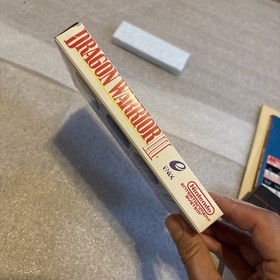 DRAGON WARRIOR III
ENIX
Nintendo
ENTERTAINMENT
SYSTEM